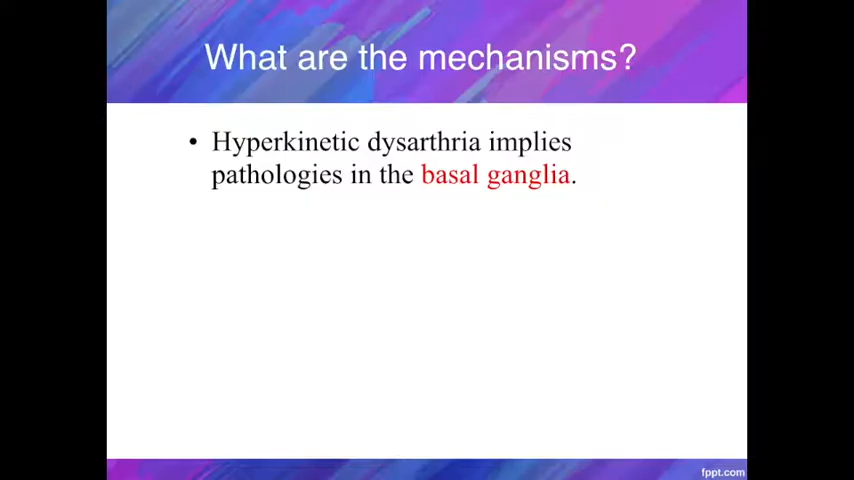 What are the mechanisms?
• Hyperkinetic dysarthria implies
pathologies in the basal ganglia.
fppt.com